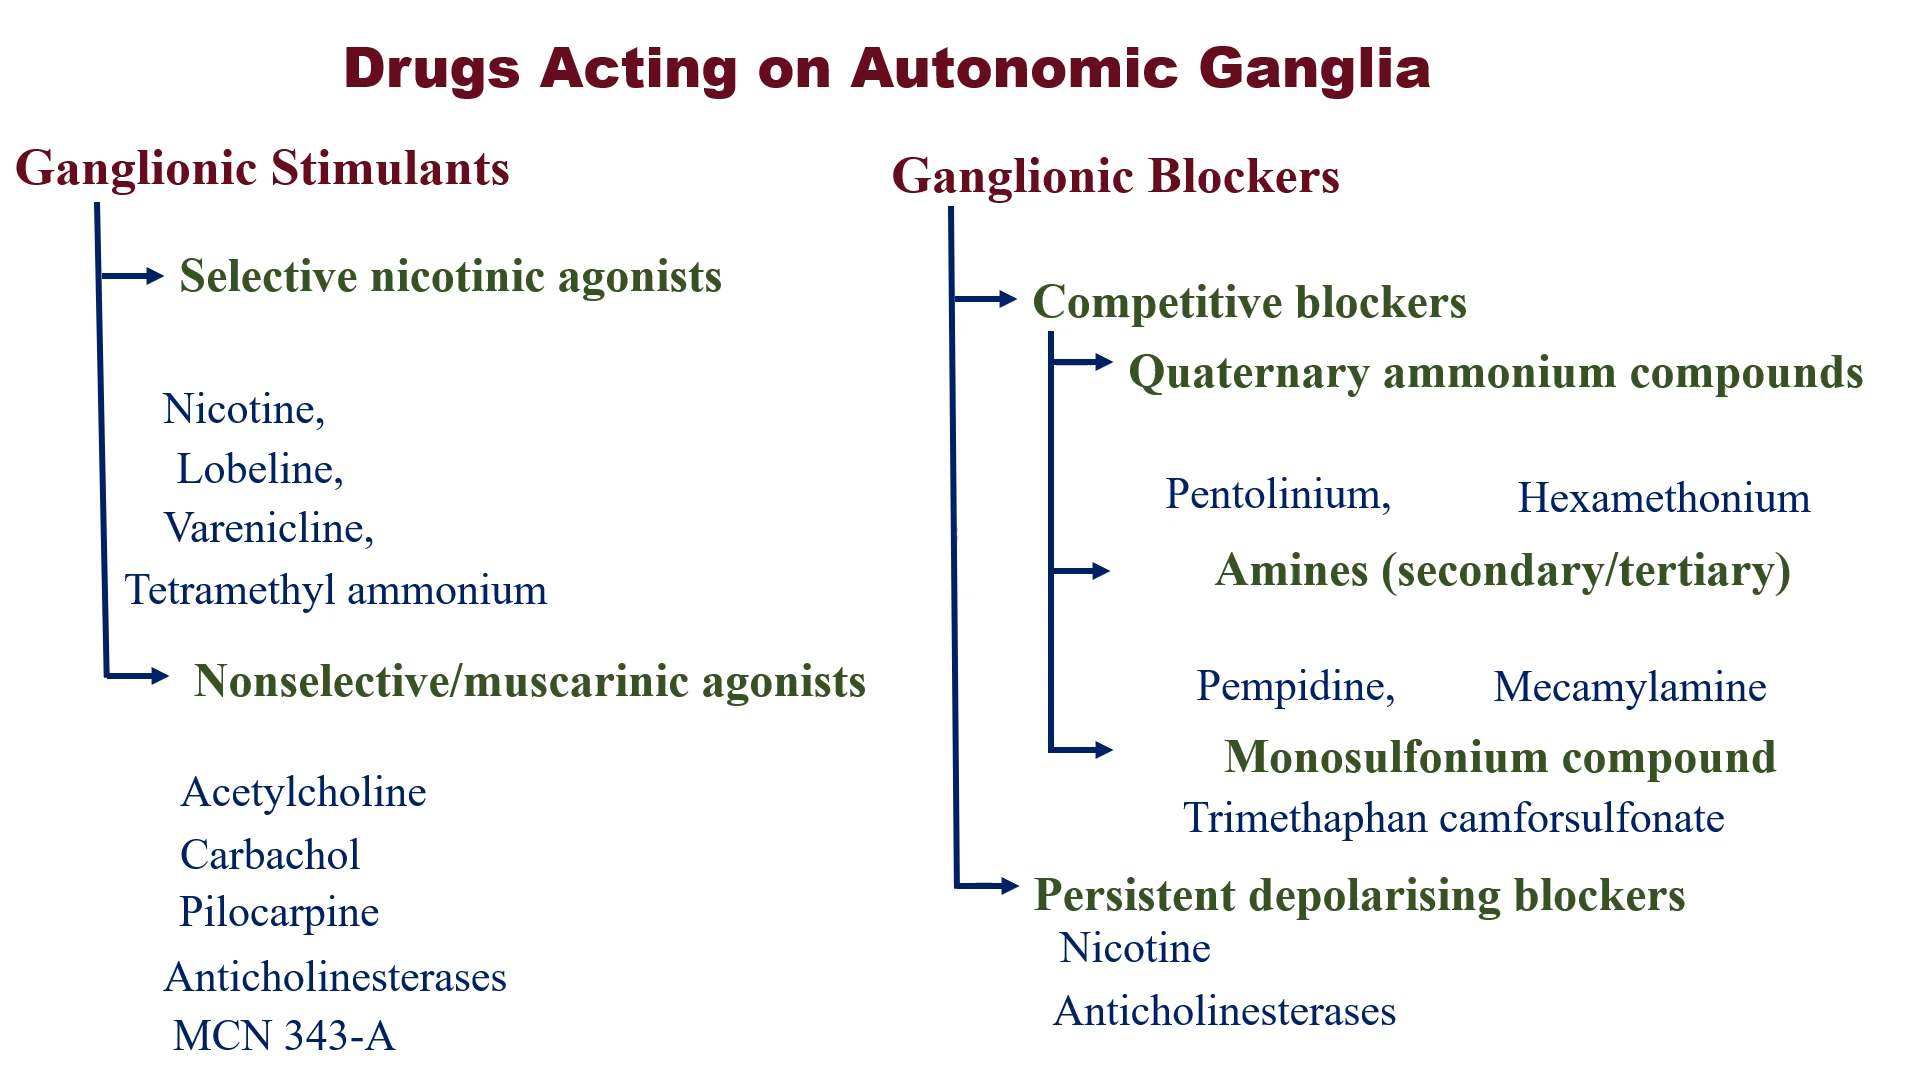 Drugs Acting on Autonomic Ganglia
Ganglionic Stimulants
Selective nicotinic agonists
Nicotine,
Lobeline,
Varenicline,
Tetramethyl ammonium
Nonselective/muscarinic agonists
Acetylcholine
Carbachol
Pilocarpine
Anticholinesterases
MCN 343-A
Ganglionic Blockers
Competitive blockers
Quaternary ammonium compounds
Pentolinium, Hexamethonium
Amines (secondary/tertiary)
Pempidine, Mecamylamine
Monosulfonium compound
Trimethaphan camforsulfonate
Persistent depolarising blockers
Nicotine
Anticholinesterases